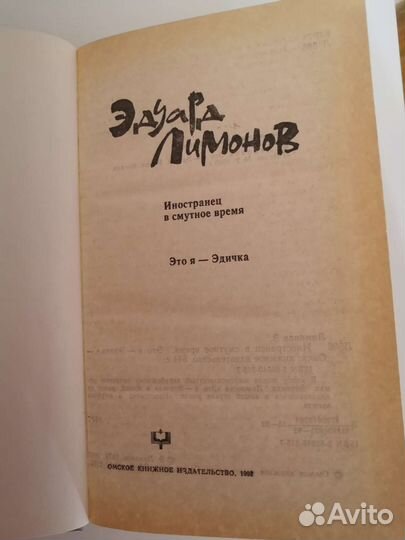 Эдуард
Лимонов
Иностранец
в смутное время
Это я — Эдичка
ОМСКОЕ КНИЖНОЕ ИЗДАТЕЛЬСТВО, 1992
Avito